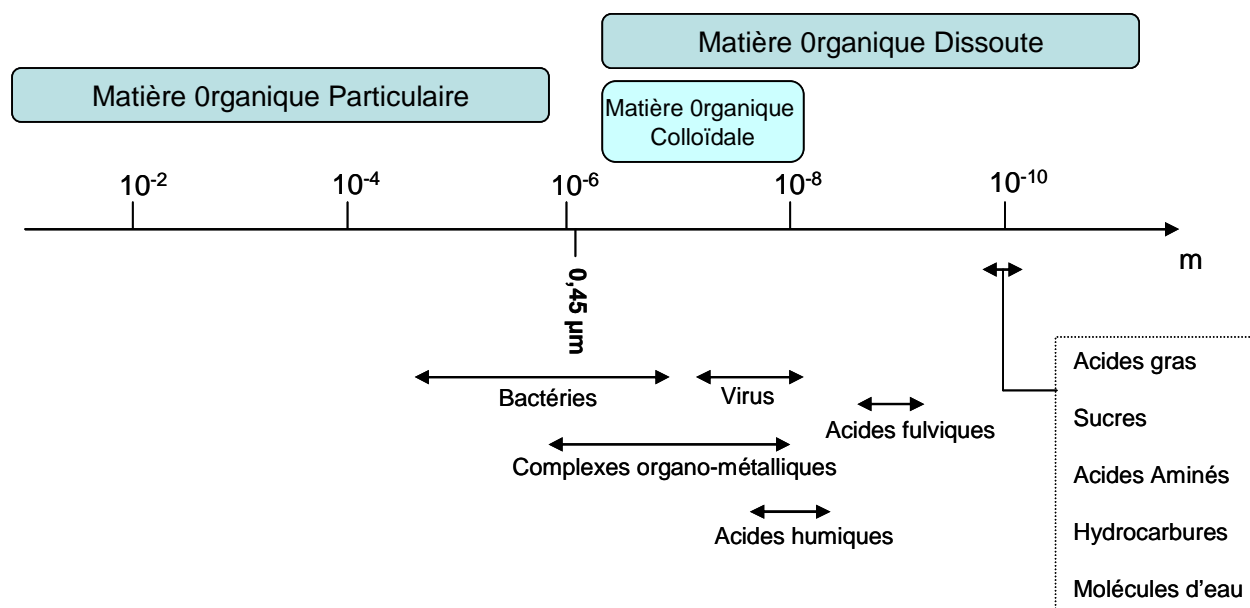 Matière 0rganique Dissoute
Matière 0rganique Particulaire
Matière 0rganique
Colloïdale
10-2
10-4
10-6
10-8
10-10
m
0,45 µm
Bactéries
Virus
Acides fulviques
Complexes organo-métalliques
Acides humiques
Acides gras
Sucres
Acides Aminés
Hydrocarbures
Molécules d'eau